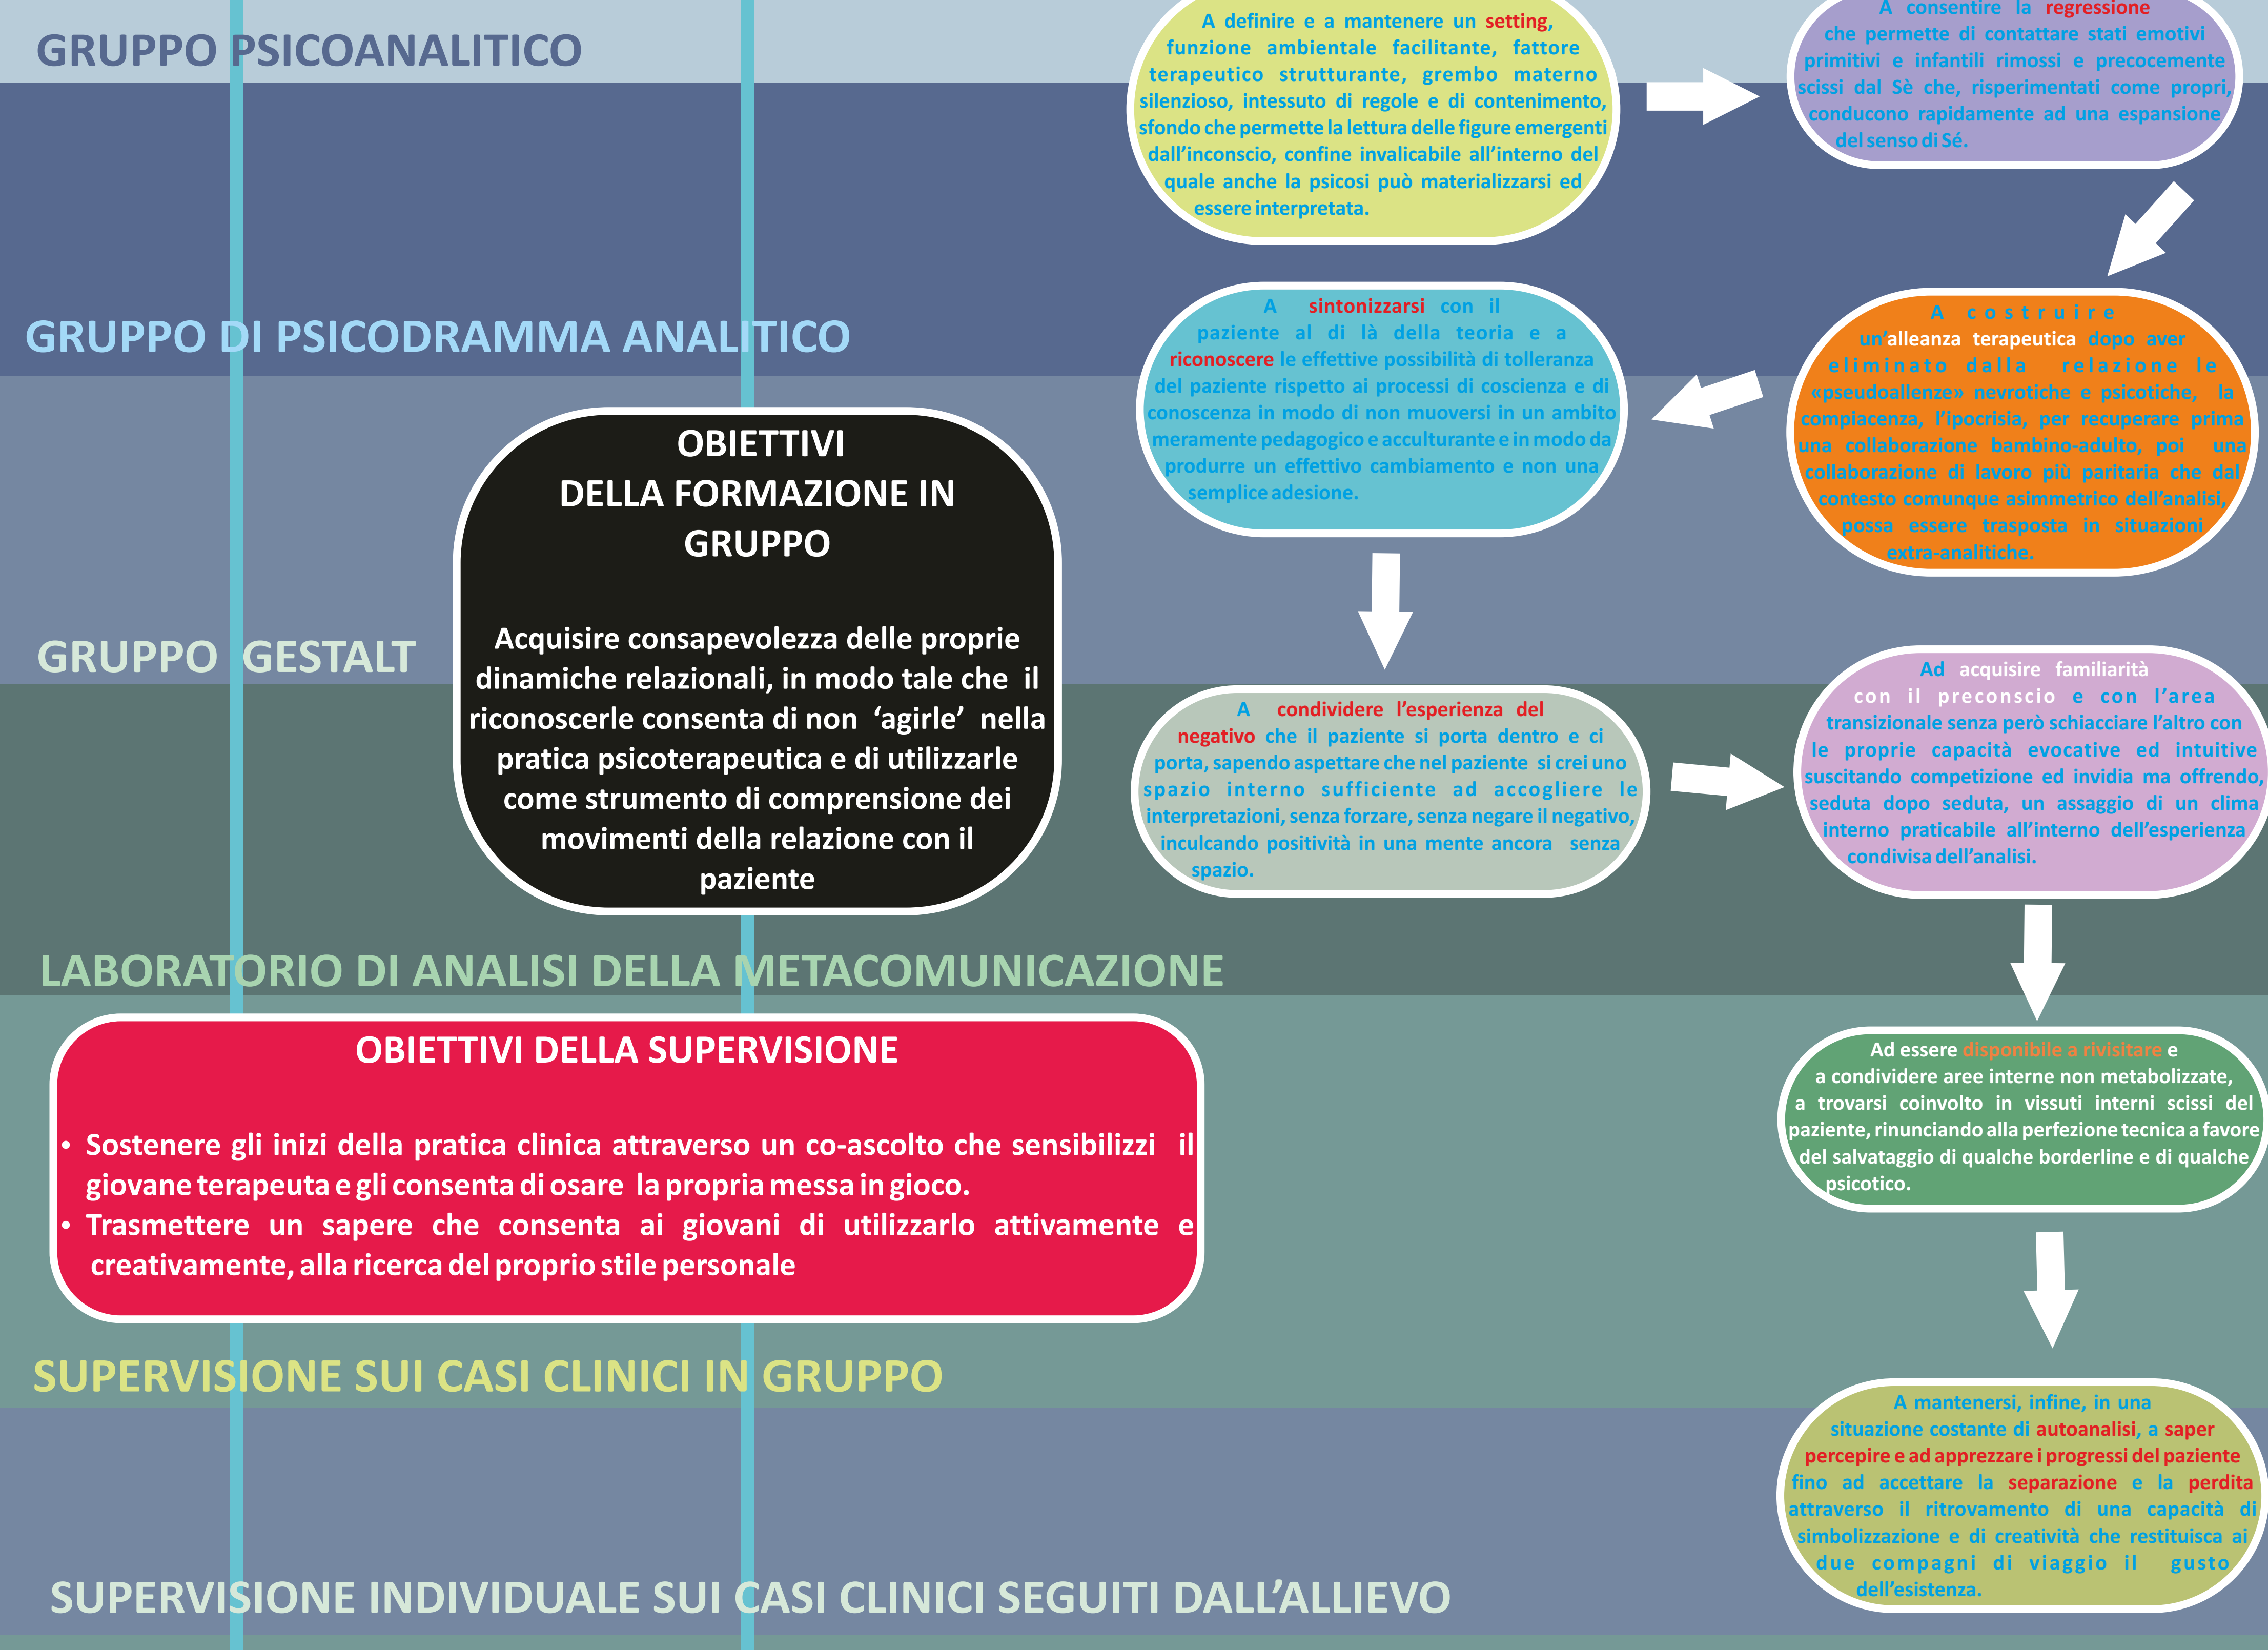 GRUPPO PSICOANALITICO
A definire e a mantenere un setting,
funzione ambientale facilitante, fattore
terapeutico strutturante, grembo materno
silenzioso, intessuto di regole e di contenimento,
sfondo che permette la lettura delle figure emergenti
dall’inconscio, confine invalicabile all’interno del
quale anche la psicosi può materializzarsi ed
essere interpretata.
A consentire la regressione
che permette di contattare stati emotivi
primitivi e infantili rimossi e precocemente
scissi dal Sè che, risperimentati come propri,
conducono rapidamente ad una espansione
del senso di Sé.
GRUPPO DI PSICODRAMMA ANALITICO
A costruire
un’alleanza terapeutica dopo aver
eliminato dalla relazione le
«pseudoallenze» nevrotiche e psicotiche, la
compiacenza, l’ipocrisia, per recuperare prima
una collaborazione bambino-adulto, poi una
collaborazione di lavoro più paritaria che dal
contesto comunque asimmetrico dell’analisi,
possa essere trasposta in situazioni
extra-analitiche.
A sintonizzarsi con il
paziente al di là della teoria e a
riconoscere le effettive possibilità di tolleranza
del paziente rispetto ai processi di coscienza e di
conoscenza in modo di non muoversi in un ambito
meramente pedagogico e acculturante e in modo da
produrre un effettivo cambiamento e non una
semplice adesione.
OBIETTIVI
DELLA FORMAZIONE IN
GRUPPO
Acquisire consapevolezza delle proprie
dinamiche relazionali, in modo tale che il
riconoscerle consenta di non ‘agirle’ nella
pratica psicoterapeutica e di utilizzarle
come strumento di comprensione dei
movimenti della relazione con il
paziente
GRUPPO GESTALT
A condividere l’esperienza del
negativo che il paziente si porta dentro e ci
porta, sapendo aspettare che nel paziente si crei uno
spazio interno sufficiente ad accogliere le
interpretazioni, senza forzare, senza negare il negativo,
inculcando positività in una mente ancora senza
spazio.
Ad acquisire familiarità
con il preconscio e con l’area
transizionale senza però schiacciare l’altro con
le proprie capacità evocative ed intuitive
suscitando competizione ed invidia ma offrendo,
seduta dopo seduta, un assaggio di un clima
interno praticabile all’interno dell’esperienza
condivisa dell’analisi.
LABORATORIO DI ANALISI DELLA METACOMUNICAZIONE
OBIETTIVI DELLA SUPERVISIONE
• Sostenere gli inizi della pratica clinica attraverso un co-ascolto che sensibilizzi il
giovane terapeuta e gli consenta di osare la propria messa in gioco.
• Trasmettere un sapere che consenta ai giovani di utilizzarlo attivamente e
creativamente, alla ricerca del proprio stile personale
Ad essere disponibile a rivisitare e
a condividere aree interne non metabolizzate,
a trovarsi coinvolto in vissuti interni scissi del
paziente, rinunciando alla perfezione tecnica a favore
del salvataggio di qualche borderline e di qualche
psicotico.
SUPERVISIONE SUI CASI CLINICI IN GRUPPO
A mantenersi, infine, in una
situazione costante di autoanalisi, a saper
percepire e ad apprezzare i progressi del paziente
fino ad accettare la separazione e la perdita
attraverso il ritrovamento di una capacità di
simbolizzazione e di creatività che restituisca ai
due compagni di viaggio il gusto
dell’esistenza.
SUPERVISIONE INDIVIDUALE SUI CASI CLINICI SEGUITI DALL’ALLIEVO